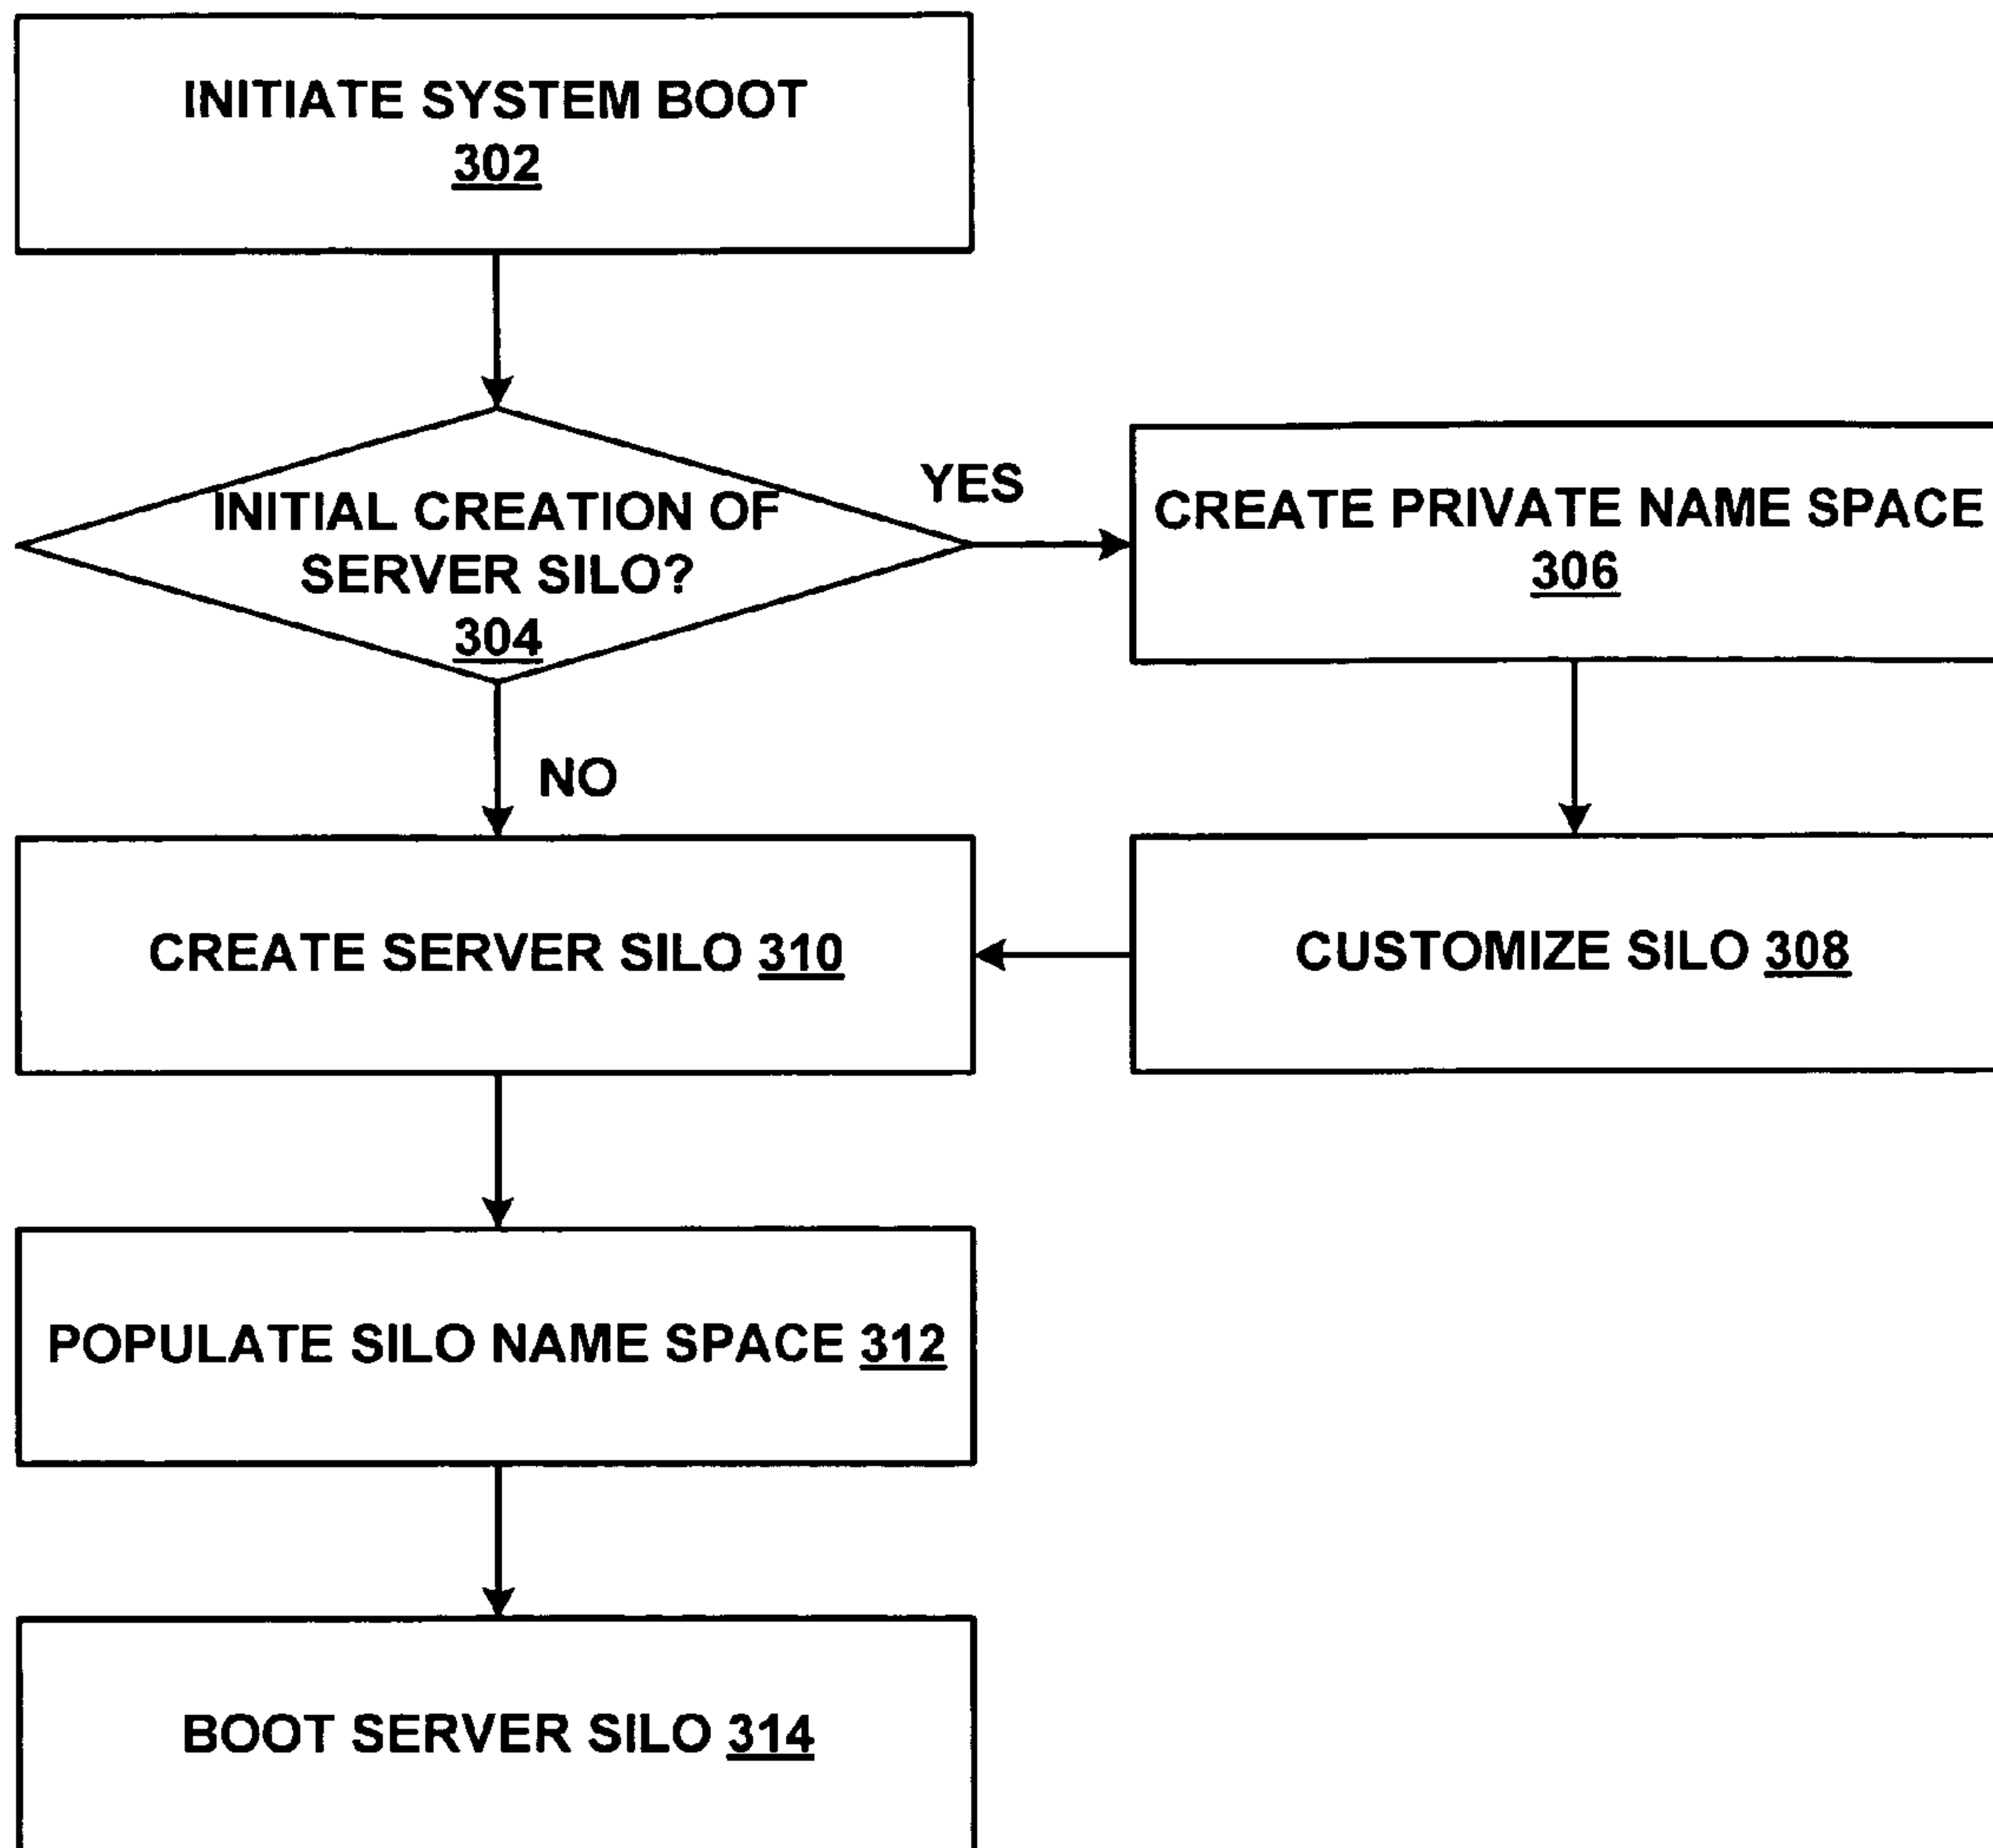 INITIATE SYSTEM BOOT
302
INITIAL CREATION OF
SERVER SILO?
304
YES
CREATE PRIVATE NAME SPACE
306
NO
CREATE SERVER SILO 310
CUSTOMIZE SILO 308
POPULATE SILO NAME SPACE 312
BOOT SERVER SILO 314